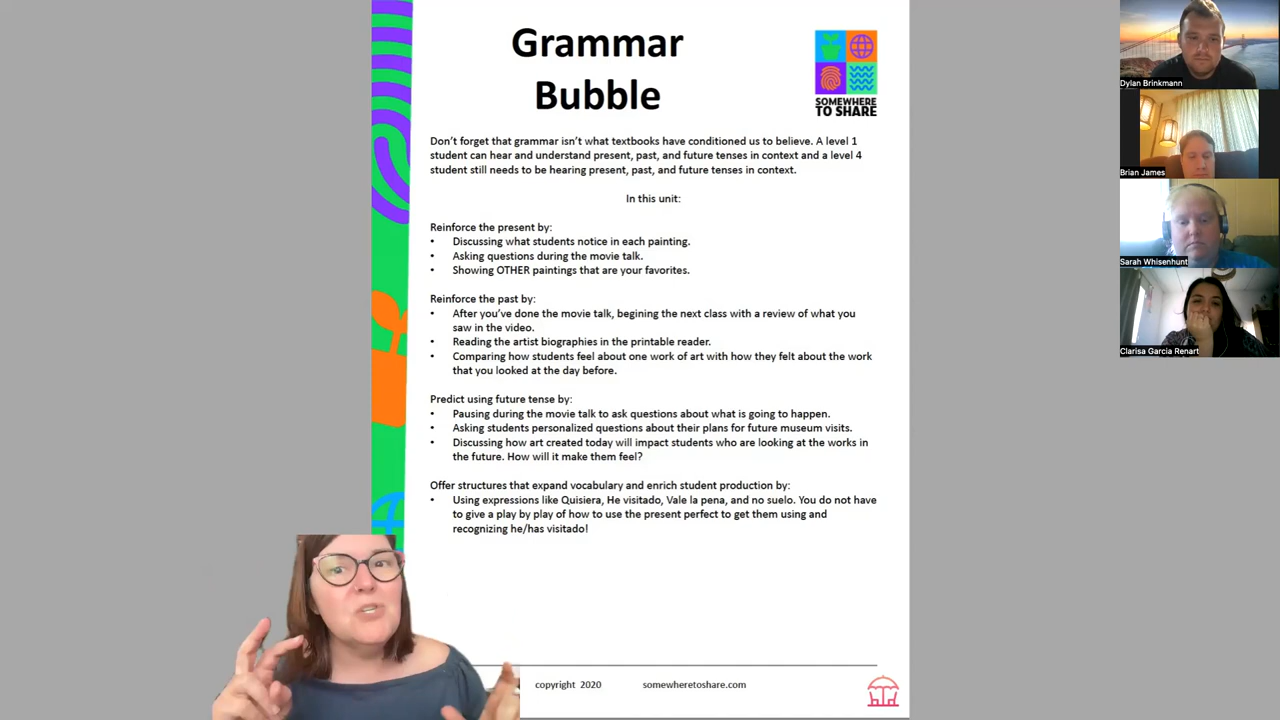 Grammar
Bubble
SOMEWHERE
TO SHARE
Don't forget that grammar isn't what textbooks have conditioned us to believe. A level 1
student can hear and understand present, past, and future tenses in context and a level 4
student still needs to be hearing present, past, and future tenses in context.
In this unit:
Reinforce the present by:
• Discussing what students notice in each painting.
• Asking questions during the movie talk.
• Showing OTHER paintings that are your favorites.
Reinforce the past by:
• After you've done the movie talk, begining the next class with a review of what you
saw in the video.
• Reading the artist biographies in the printable reader.
• Comparing how students feel about one work of art with how they felt about the work
that you looked at the day before.
Predict using future tense by:
• Pausing during the movie talk to ask questions about what is going to happen.
• Asking students personalized questions about their plans for future museum visits.
• Discussing how art created today will impact students who are looking at the works in
the future. How will it make them feel?
Offer structures that expand vocabulary and enrich student production by:
• Using expressions like Quisiera, He visitado, Vale la pena, and no suelo. You do not have
to give a play by play of how to use the present perfect to get them using and
recognizing he/has visitado!
copyright 2020 somewheretoshare.com
Dylan Brinkmann
Brian James
Sarah Whisenhunt
Clarisa Garcia Renart